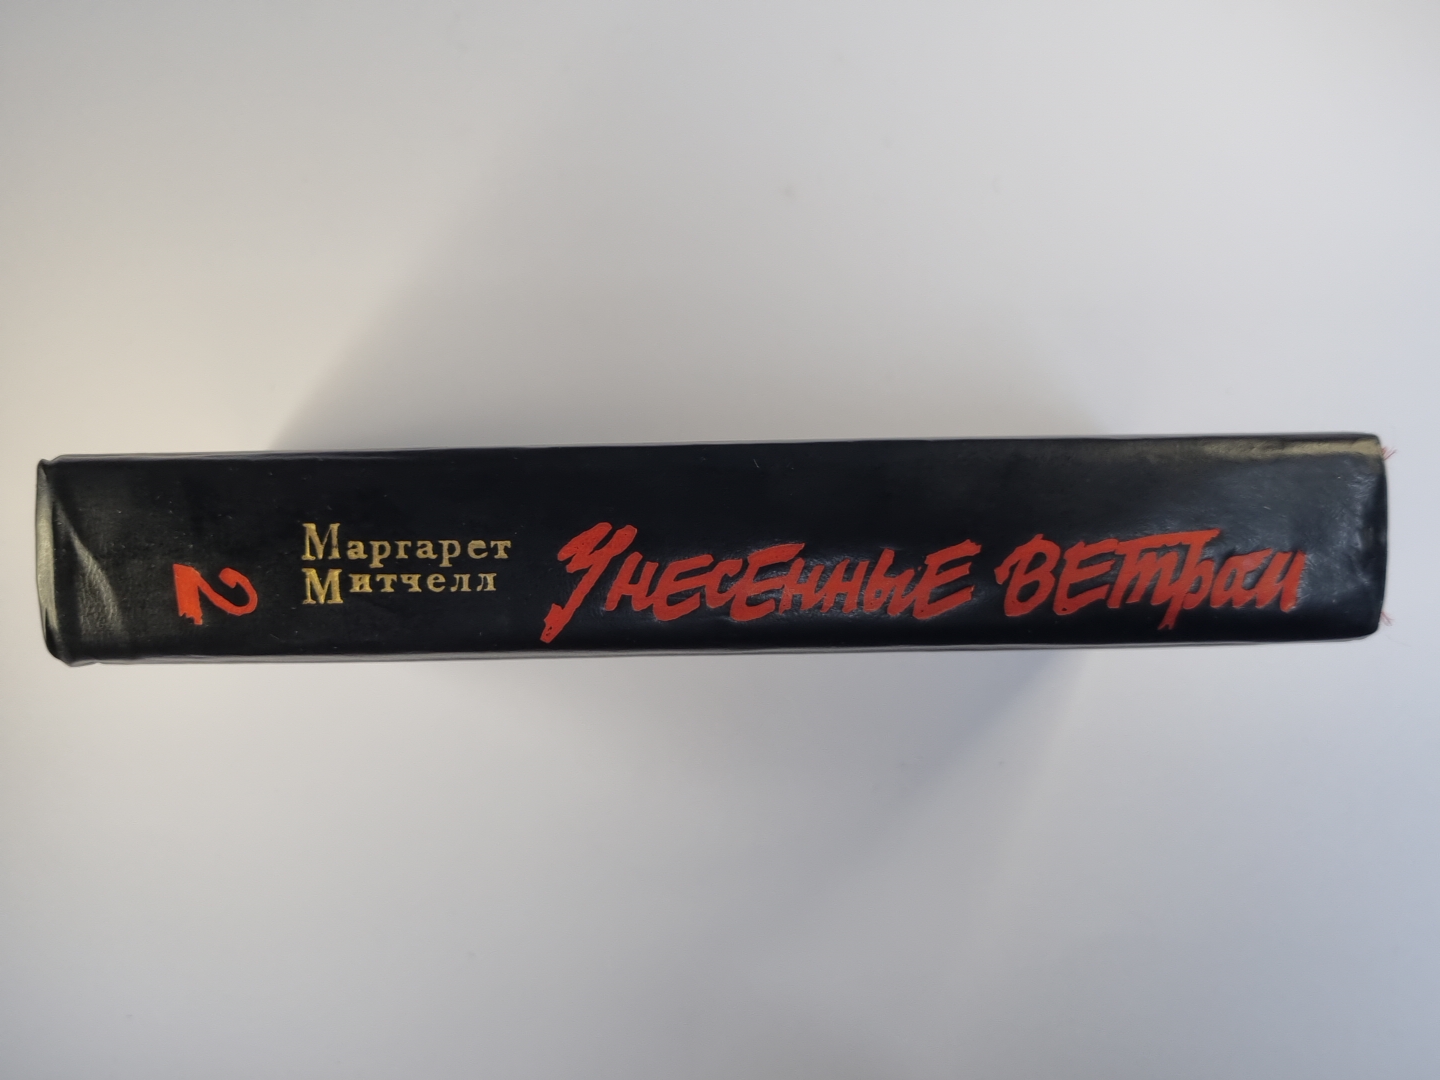 2
Маргарет
Митчелл
Унесенные ветром